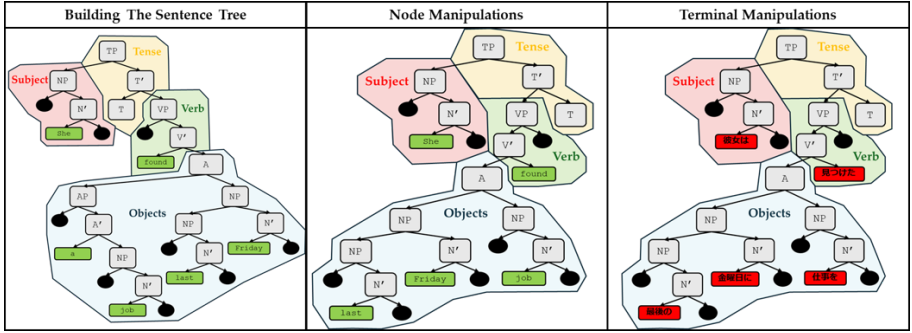 Building The Sentence Tree
Tense
TP
Subject
NP
T′
N′
T
VP
Verb
She
V′
found
A
AP
NP
Objects
A′
NP
N′
a
NP
N′
Friday
N′
last
job
Node Manipulations
TP
Tense
Subject
NP
T′
N′
VP
T
She
V′
Verb
A
found
NP
Objects
NP
NP
N′
N′
N′
Friday
job
last
Terminal Manipulations
TP
Tense
Subject
NP
T′
N′
VP
T
彼女は
V′
Verb
A
見つけた
NP
Objects
NP
NP
N′
N′
N′
金曜日に
仕事を
最後の